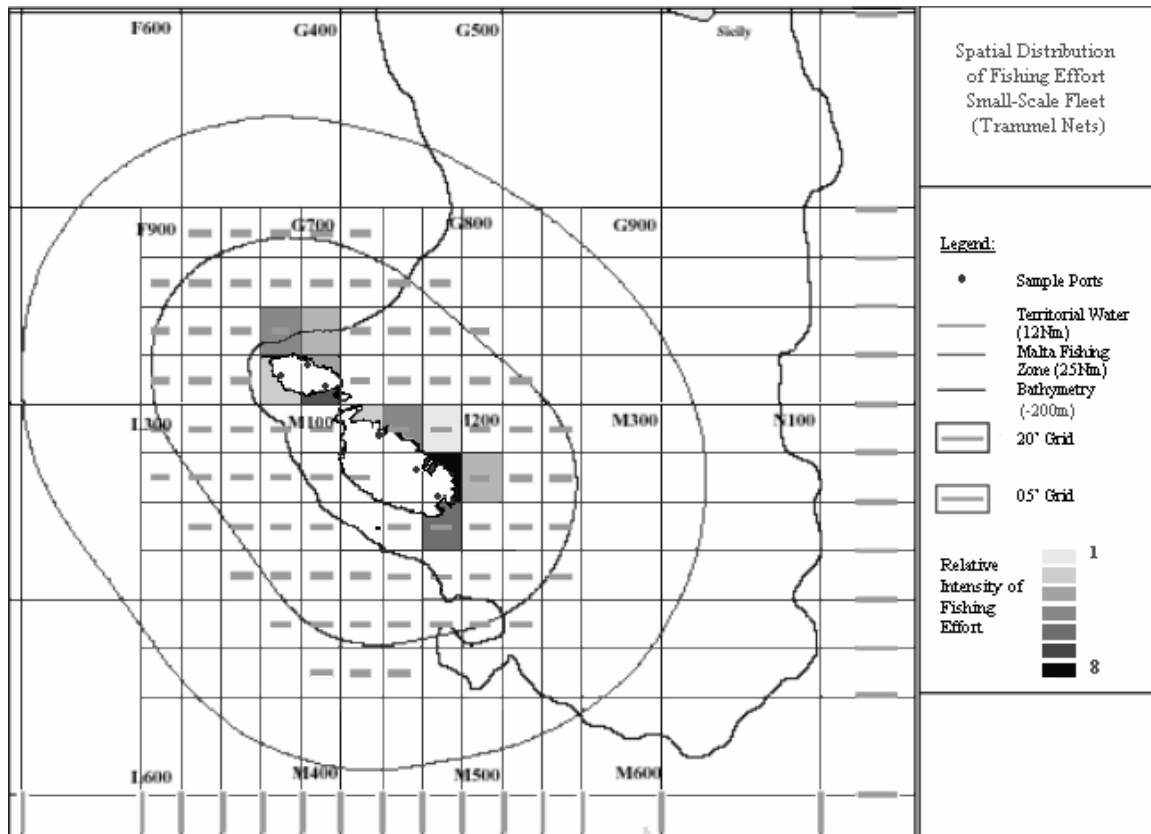 F600 G400 G500 Sicily
F900 G700 G800 G900
L300 M100 I200 M300 N100
L600 M400 M500 M600
Spatial Distribution
of Fishing Effort
Small-Scale Fleet
(Trammel Nets)
Legend:
Sample Ports
Territorial Water
(12Nm)
Malta Fishing
Zone (25Nm)
Bathymetry
(-200m)
20' Grid
05' Grid
Relative
Intensity of
Fishing
Effort
1
8